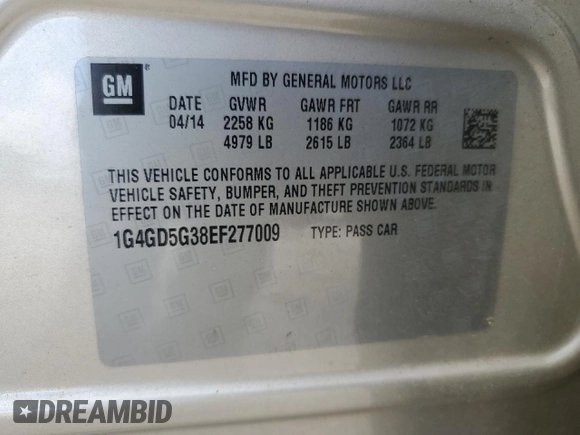 GM
MFD BY GENERAL MOTORS LLC
DATE GVWR GAWR FRT GAWR RR
04/14 2258 KG 1186 KG 1072 KG
4979 LB 2615 LB 2364 LB
THIS VEHICLE CONFORMS TO ALL APPLICABLE U.S. FEDERAL MOTOR
VEHICLE SAFETY, BUMPER, AND THEFT PREVENTION STANDARDS IN
EFFECT ON THE DATE OF MANUFACTURE SHOWN ABOVE.
1G4GD5G38EF277009 TYPE: PASS CAR
DREAMBID